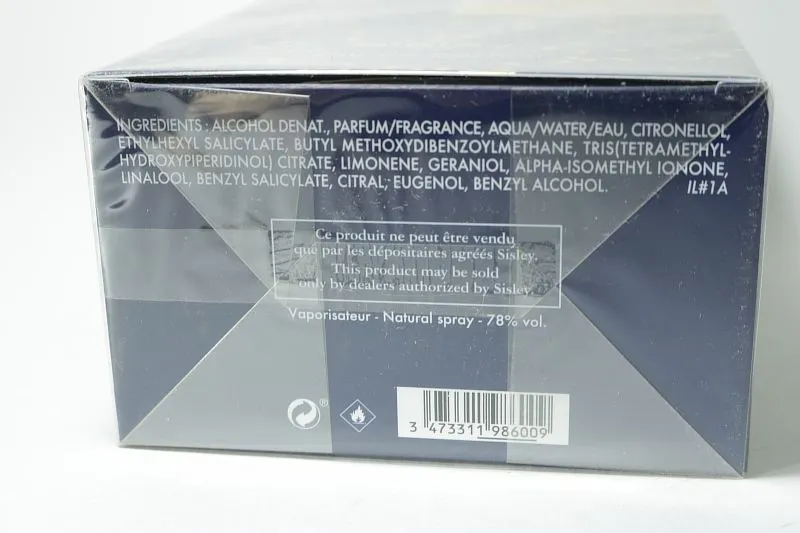 INGREDIENTS : ALCOHOL DENAT., PARFUM/FRAGRANCE, AQUA/WATER/EAU, CITRONELLOL,
ETHYLHEXYL SALICYLATE, BUTYL METHOXYDIBENZOYLMETHANE, TRIS(TETRAMETHYL-
HYDROXYPIPERIDINOL) CITRATE, LIMONENE, GERANIOL, ALPHA-ISOMETHYL IONONE,
LINALOOL, BENZYL SALICYLATE, CITRAL, EUGENOL, BENZYL ALCOHOL. IL#1A
Ce produit ne peut être vendu
que par les dépositaires agréés Sisley.
This product may be sold
only by dealers authorized by Sisley.
Vaporisateur - Natural spray - 78% vol.
®
3 473311 986009